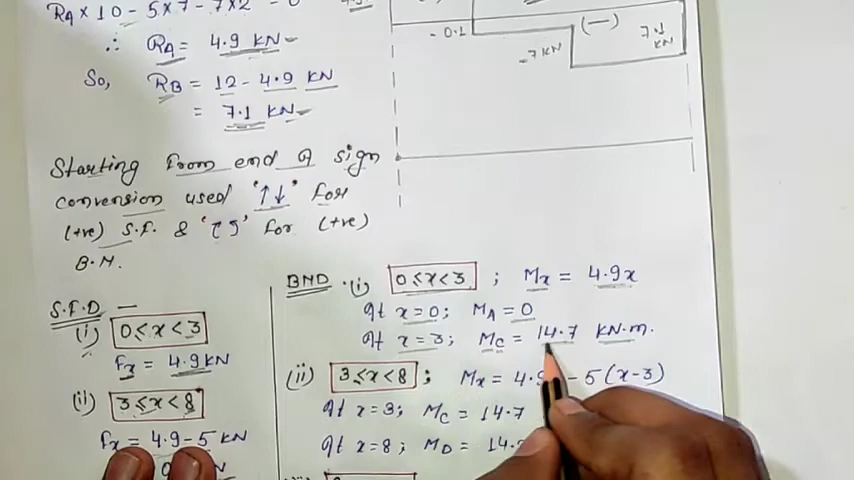 RA x 10 - 5x7 - 7x2 = 0
∴ RA = 4.9 KN
So, RB = 12 - 4.9 KN
= 7.1 KN
Starting from end A sign
conversion used '↑↓' for
(+ve) S.F. & '↰↱' for (+ve)
B.M.
- 0.1
-7 KN
(—)
7.1
KN
S.F.D —
(i) 0≤x<3
Fx = 4.9 KN
(ii) 3≤x<8
Fx = 4.9-5 KN
BMD · (i) 0≤x<3 ; Mx = 4.9x
At x=0; MA = 0
At x=3; MC = 14.7 KN.m.
(ii) 3≤x<8 ; Mx = 4.9 - 5(x-3)
At x=3; MC = 14.7
At x=8; MD = 14.2